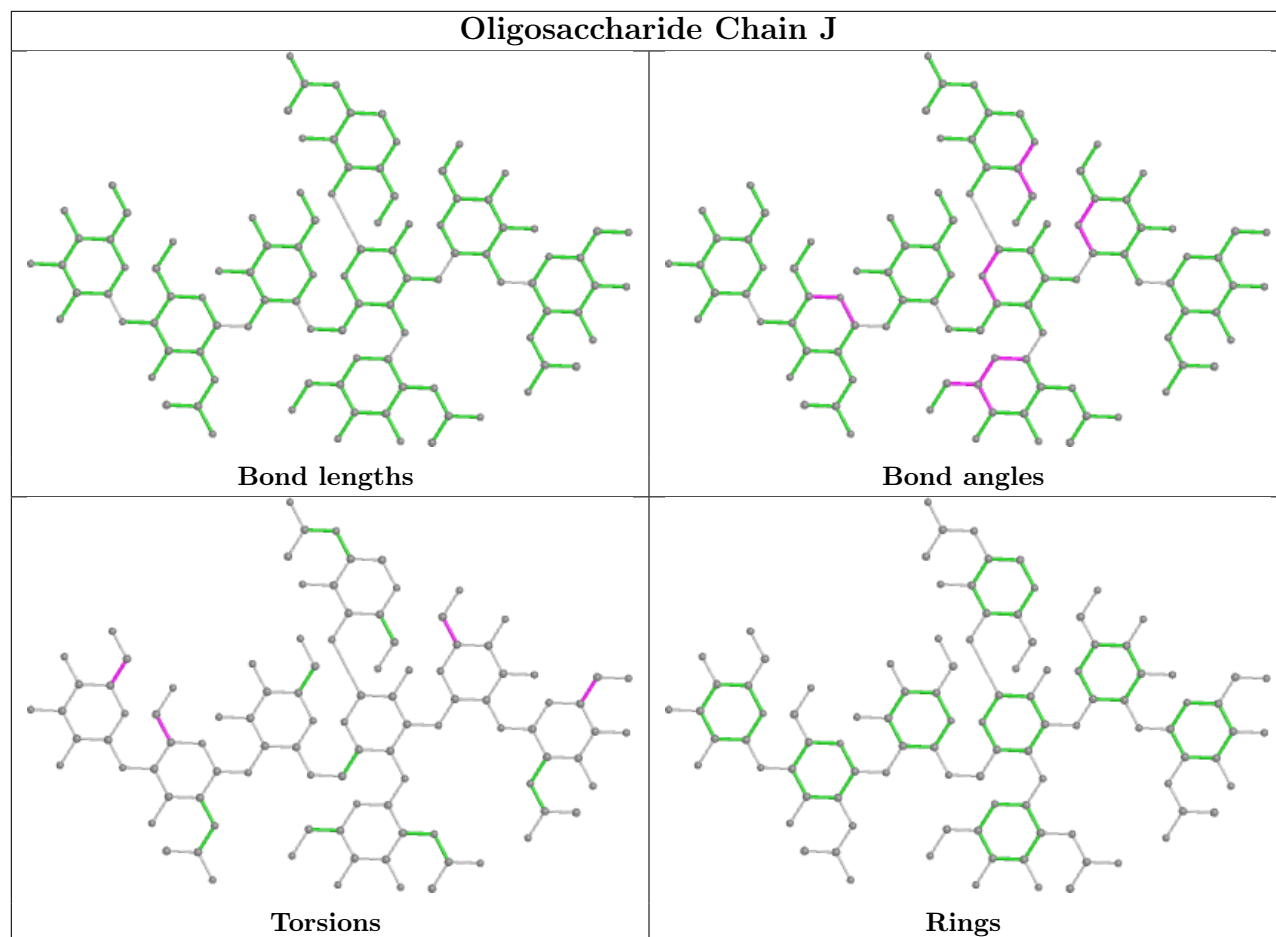 Oligosaccharide Chain J
Bond lengths
Bond angles
Torsions
Rings